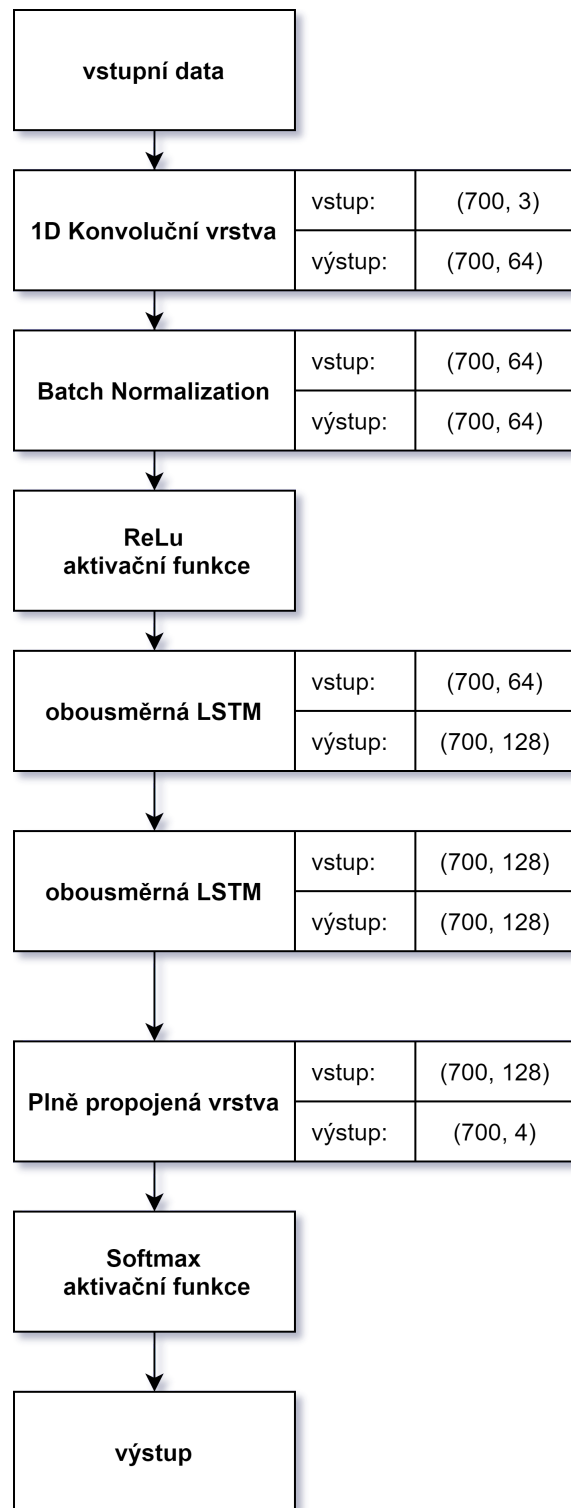 vstupní data
1D Konvoluční vrstva
vstup:
(700, 3)
výstup:
(700, 64)
Batch Normalization
vstup:
(700, 64)
výstup:
(700, 64)
ReLu
aktivační funkce
obousměrná LSTM
vstup:
(700, 64)
výstup:
(700, 128)
obousměrná LSTM
vstup:
(700, 128)
výstup:
(700, 128)
Plně propojená vrstva
vstup:
(700, 128)
výstup:
(700, 4)
Softmax
aktivační funkce
výstup